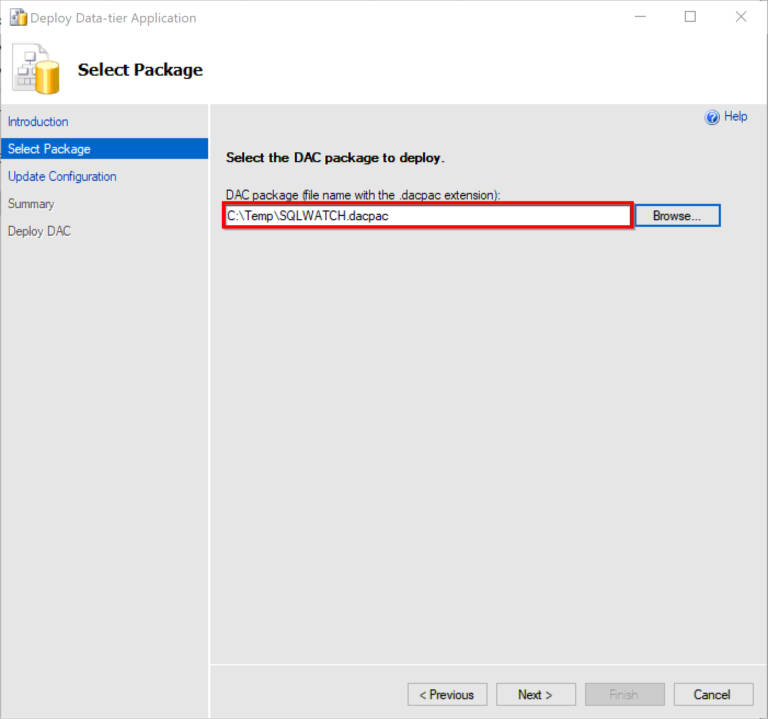 Deploy Data-tier Application
Select Package
Introduction
Select Package
Update Configuration
Summary
Deploy DAC
Help
Select the DAC package to deploy.
DAC package (file name with the .dacpac extension):
C:\Temp\SQLWATCH.dacpac
Browse...
< Previous
Next >
Finish
Cancel